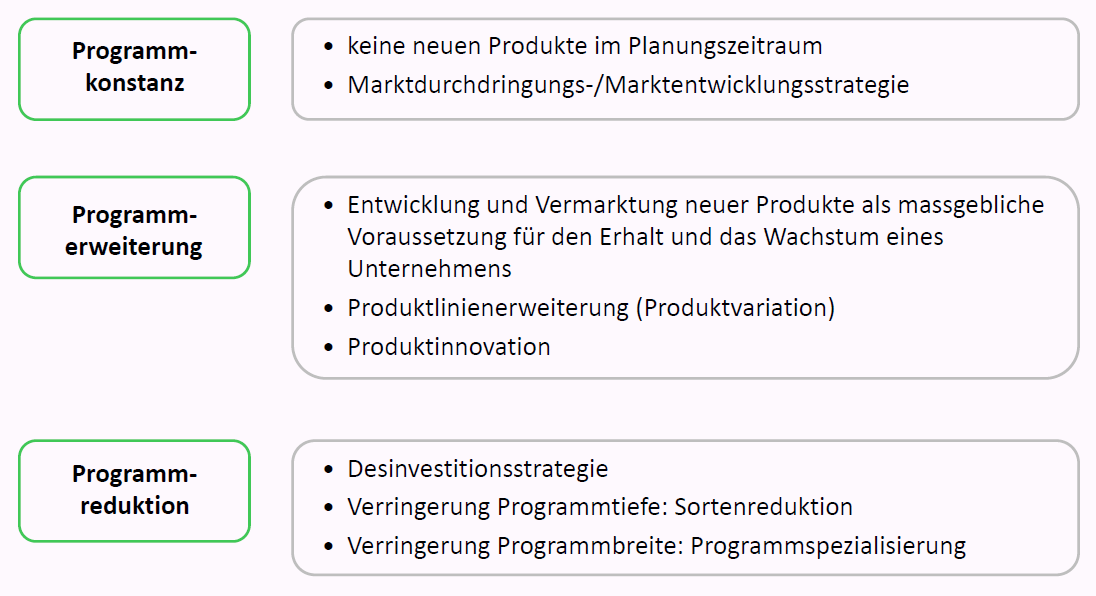 Programm-
konstanz
• keine neuen Produkte im Planungszeitraum
• Marktdurchdringungs-/Marktentwicklungsstrategie
Programm-
erweiterung
• Entwicklung und Vermarktung neuer Produkte als massgebliche
Voraussetzung für den Erhalt und das Wachstum eines
Unternehmens
• Produktlinienerweiterung (Produktvariation)
• Produktinnovation
Programm-
reduktion
• Desinvestitionsstrategie
• Verringerung Programmtiefe: Sortenreduktion
• Verringerung Programmbreite: Programmspezialisierung